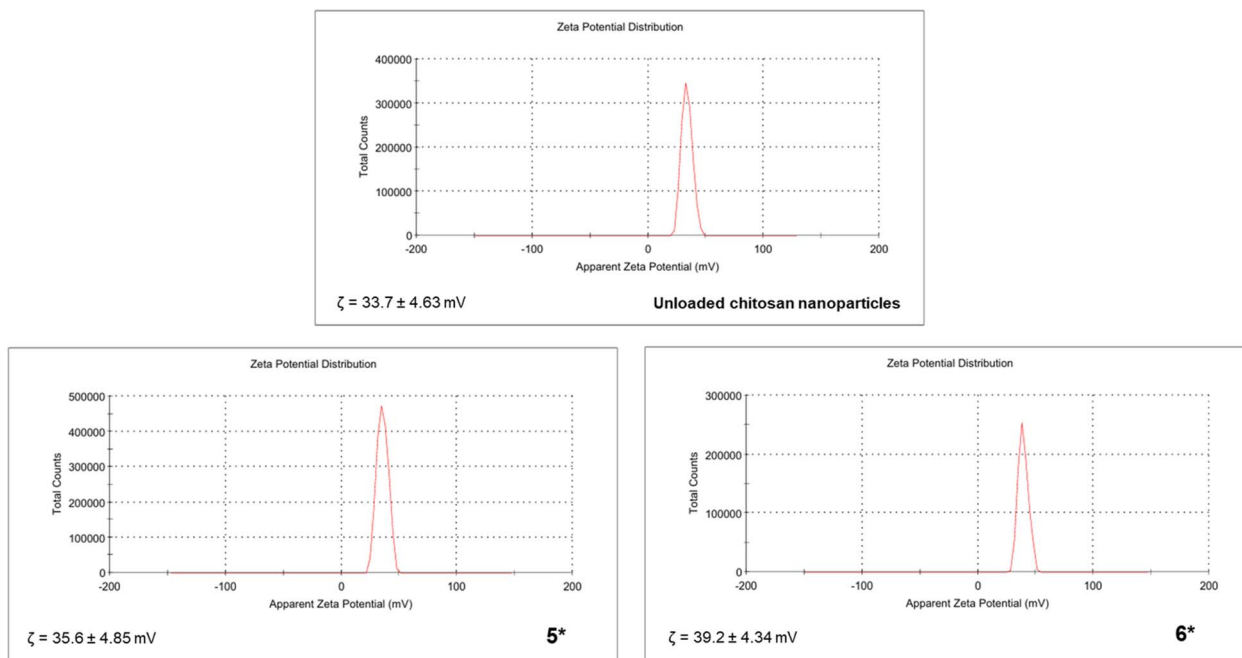 Zeta Potential Distribution
400000
300000
200000
100000
0
Total Counts
-200 -100 0 100 200
Apparent Zeta Potential (mV)
ζ = 33.7 ± 4.63 mV
Unloaded chitosan nanoparticles
Zeta Potential Distribution
500000
400000
300000
200000
100000
0
Total Counts
-200 -100 0 100 200
Apparent Zeta Potential (mV)
ζ = 35.6 ± 4.85 mV
5*
Zeta Potential Distribution
300000
200000
100000
0
Total Counts
-200 -100 0 100 200
Apparent Zeta Potential (mV)
ζ = 39.2 ± 4.34 mV
6*